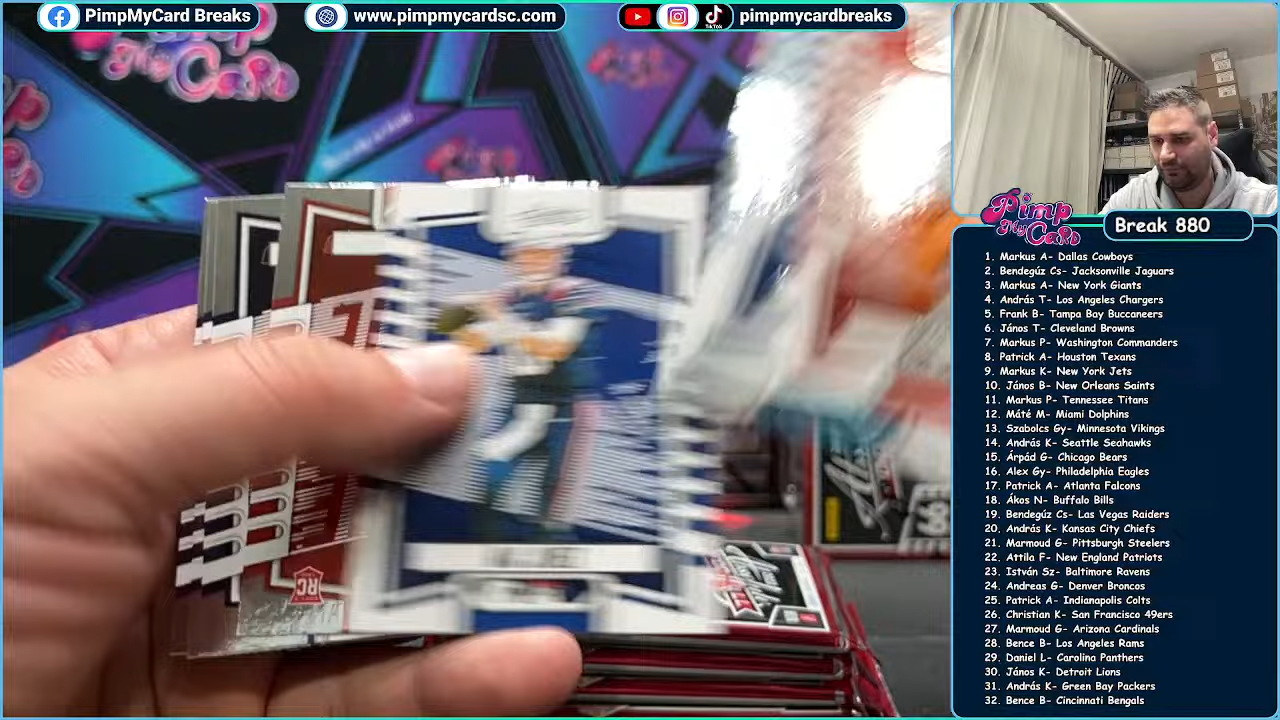 PimpMyCard Breaks
www.pimpmycardsc.com
TikTok
pimpmycardbreaks
Pimp
My Card
Break 880
1. Markus A- Dallas Cowboys
2. Bendegúz Cs- Jacksonville Jaguars
3. Markus A- New York Giants
4. András T- Los Angeles Chargers
5. Frank B- Tampa Bay Buccaneers
6. János T- Cleveland Browns
7. Markus P- Washington Commanders
8. Patrick A- Houston Texans
9. Markus K- New York Jets
10. János B- New Orleans Saints
11. Markus P- Tennessee Titans
12. Máté M- Miami Dolphins
13. Szabolcs Gy- Minnesota Vikings
14. András K- Seattle Seahawks
15. Árpád G- Chicago Bears
16. Alex Gy- Philadelphia Eagles
17. Patrick A- Atlanta Falcons
18. Ákos N- Buffalo Bills
19. Bendegúz Cs- Las Vegas Raiders
20. András K- Kansas City Chiefs
21. Marmoud G- Pittsburgh Steelers
22. Attila F- New England Patriots
23. István Sz- Baltimore Ravens
24. Andreas G- Denver Broncos
25. Patrick A- Indianapolis Colts
26. Christian K- San Francisco 49ers
27. Marmoud G- Arizona Cardinals
28. Bence B- Los Angeles Rams
29. Daniel L- Carolina Panthers
30. János K- Detroit Lions
31. András K- Green Bay Packers
32. Bence B- Cincinnati Bengals
Pimp
My Card
RC